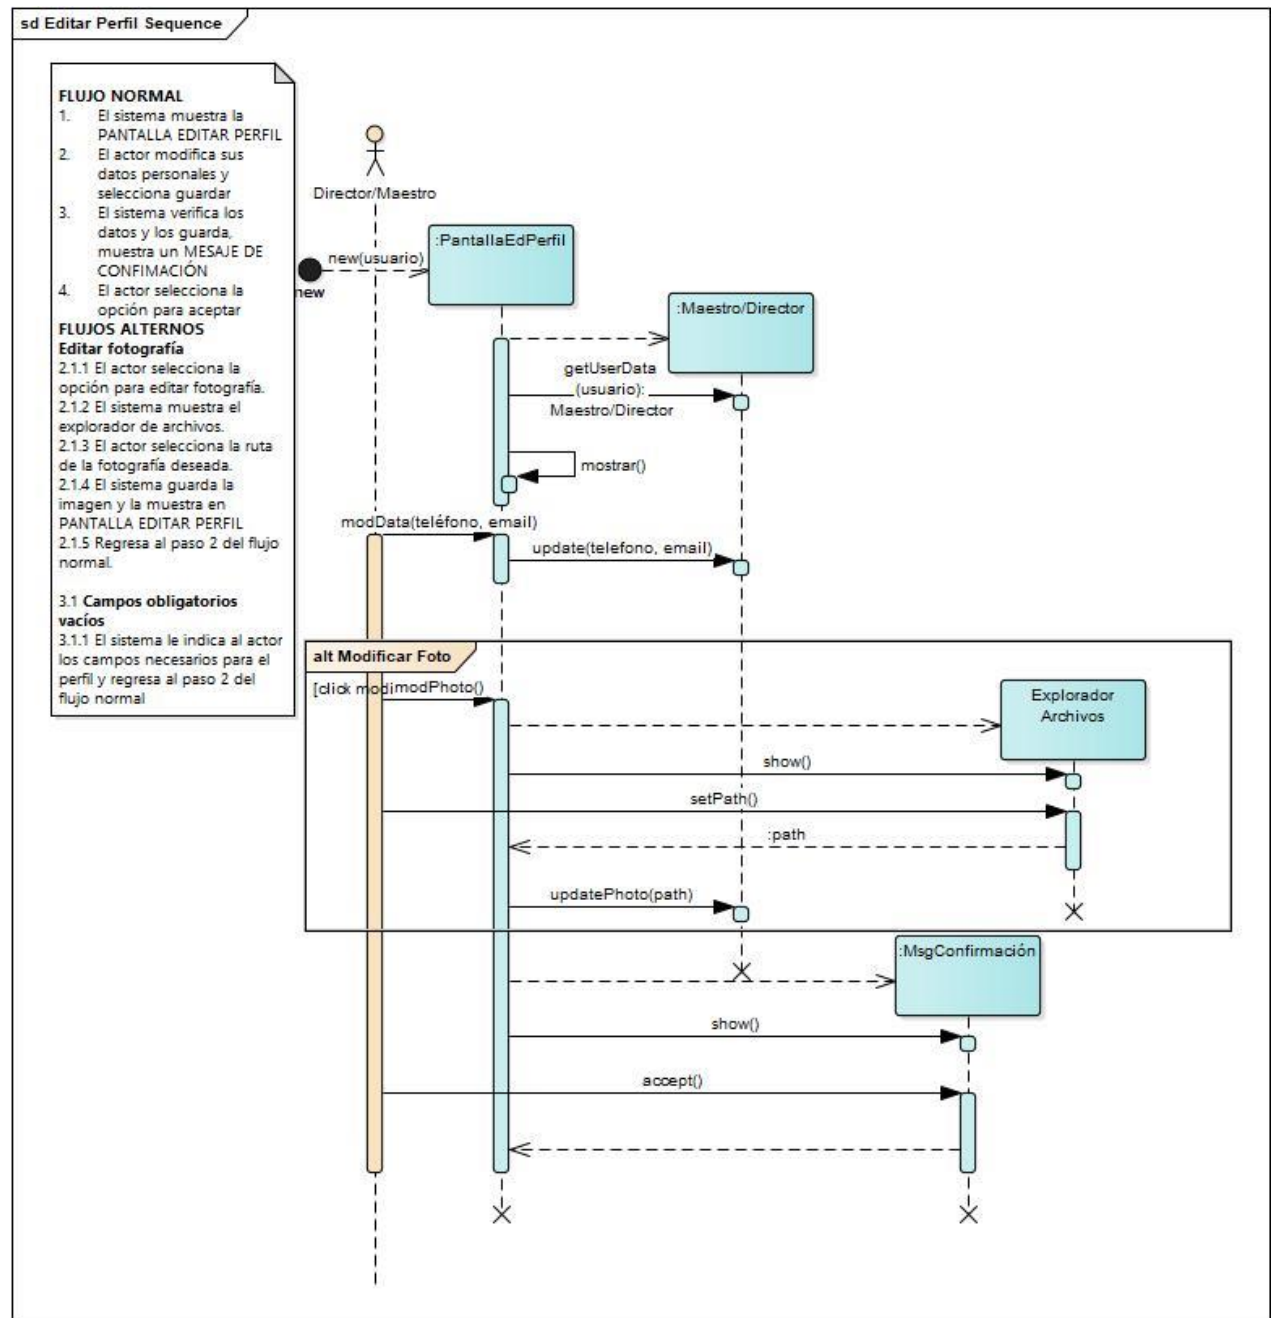 sd Editar Perfil Sequence
FLUJO NORMAL
1. El sistema muestra la
PANTALLA EDITAR PERFIL
2. El actor modifica sus
datos personales y
selecciona guardar
3. El sistema verifica los
datos y los guarda,
muestra un MESAJE DE
CONFIMACIÓN
4. El actor selecciona la
opción para aceptar
FLUJOS ALTERNOS
Editar fotografía
2.1.1 El actor selecciona la
opción para editar fotografía.
2.1.2 El sistema muestra el
explorador de archivos.
2.1.3 El actor selecciona la ruta
de la fotografía deseada.
2.1.4 El sistema guarda la
imagen y la muestra en
PANTALLA EDITAR PERFIL
2.1.5 Regresa al paso 2 del flujo
normal.
3.1 Campos obligatorios
vacíos
3.1.1 El sistema le indica al actor
los campos necesarios para el
perfil y regresa al paso 2 del
flujo normal
Director/Maestro
:PantallaEdPerfil
new(usuario)
new
:Maestro/Director
getUserData
(usuario):
Maestro/Director
mostrar()
modData(teléfono, email)
update(telefono, email)
alt Modificar Foto
[click modi
modPhoto()
Explorador
Archivos
show()
setPath()
:path
updatePhoto(path)
:MsgConfirmación
show()
accept()